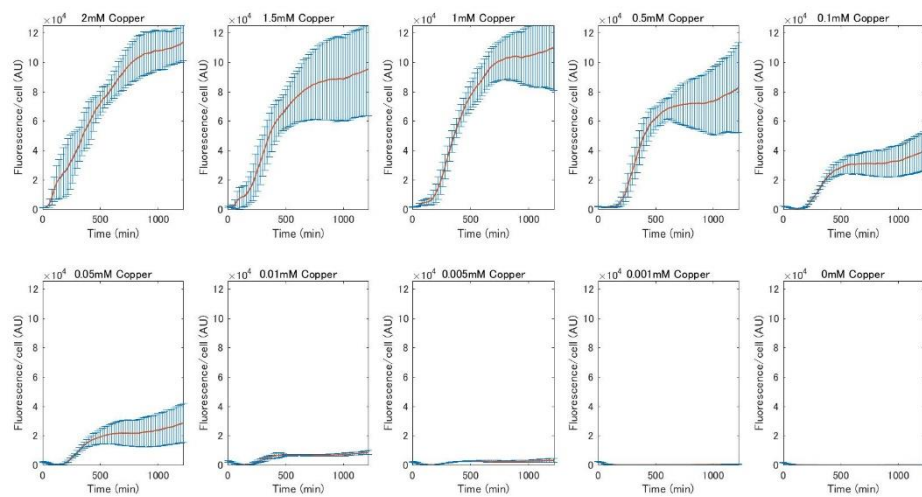 2mM Copper
×10⁴
Fluorescence/cell (AU)
12
10
8
6
4
2
0
0 500 1000
Time (min)
1.5mM Copper
×10⁴
Fluorescence/cell (AU)
12
10
8
6
4
2
0
0 500 1000
Time (min)
1mM Copper
×10⁴
Fluorescence/cell (AU)
12
10
8
6
4
2
0
0 500 1000
Time (min)
0.5mM Copper
×10⁴
Fluorescence/cell (AU)
12
10
8
6
4
2
0
0 500 1000
Time (min)
0.1mM Copper
×10⁴
Fluorescence/cell (AU)
12
10
8
6
4
2
0
0 500 1000
Time (min)
0.05mM Copper
×10⁴
Fluorescence/cell (AU)
12
10
8
6
4
2
0
0 500 1000
Time (min)
0.01mM Copper
×10⁴
Fluorescence/cell (AU)
12
10
8
6
4
2
0
0 500 1000
Time (min)
0.005mM Copper
×10⁴
Fluorescence/cell (AU)
12
10
8
6
4
2
0
0 500 1000
Time (min)
0.001mM Copper
×10⁴
Fluorescence/cell (AU)
12
10
8
6
4
2
0
0 500 1000
Time (min)
0mM Copper
×10⁴
Fluorescence/cell (AU)
12
10
8
6
4
2
0
0 500 1000
Time (min)